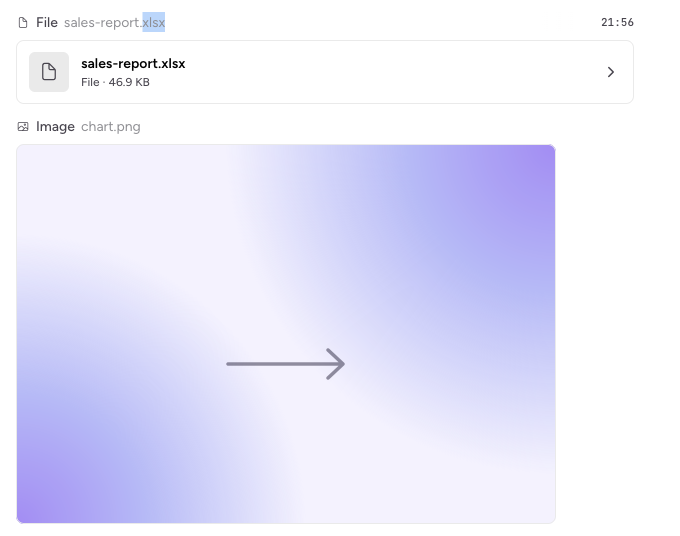 File sales-report.xlsx 21:56
sales-report.xlsx
File · 46.9 KB
Image chart.png